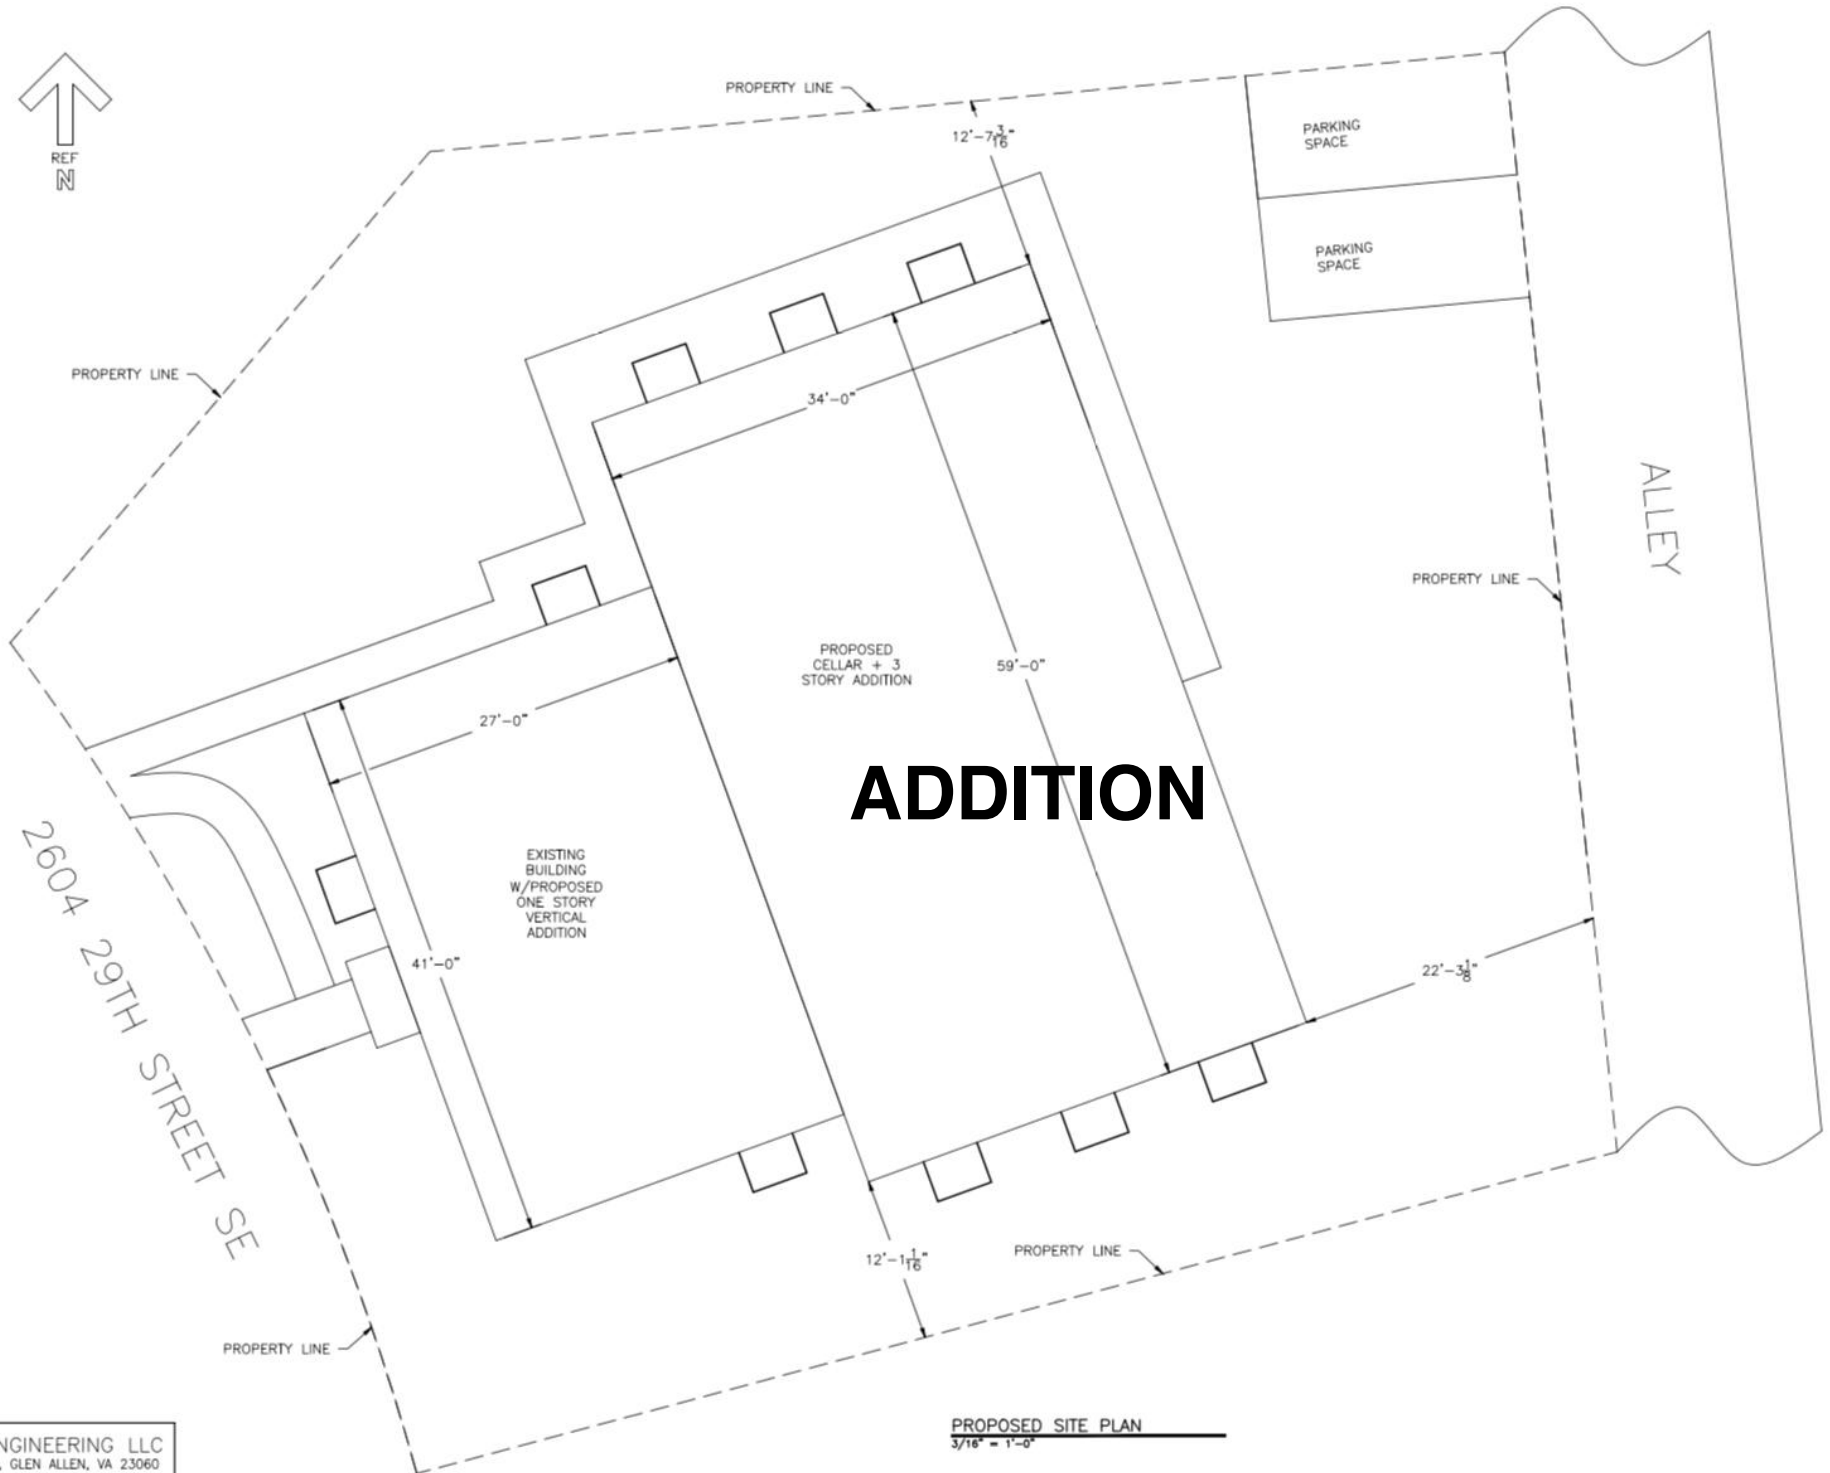 PROPERTY LINE
12'-7 3/16"
PARKING
SPACE
REF
N
PARKING
SPACE
PROPERTY LINE
34'-0"
ALLEY
PROPERTY LINE
PROPOSED
CELLAR + 3
STORY ADDITION
59'-0"
27'-0"
ADDITION
2604 29TH STREET SE
EXISTING
BUILDING
W/PROPOSED
ONE STORY
VERTICAL
ADDITION
41'-0"
22'-3 1/8"
12'-1 1/16"
PROPERTY LINE
PROPERTY LINE
PROPOSED SITE PLAN
3/16" = 1'-0"
NGINEERING LLC
, GLEN ALLEN, VA 23060